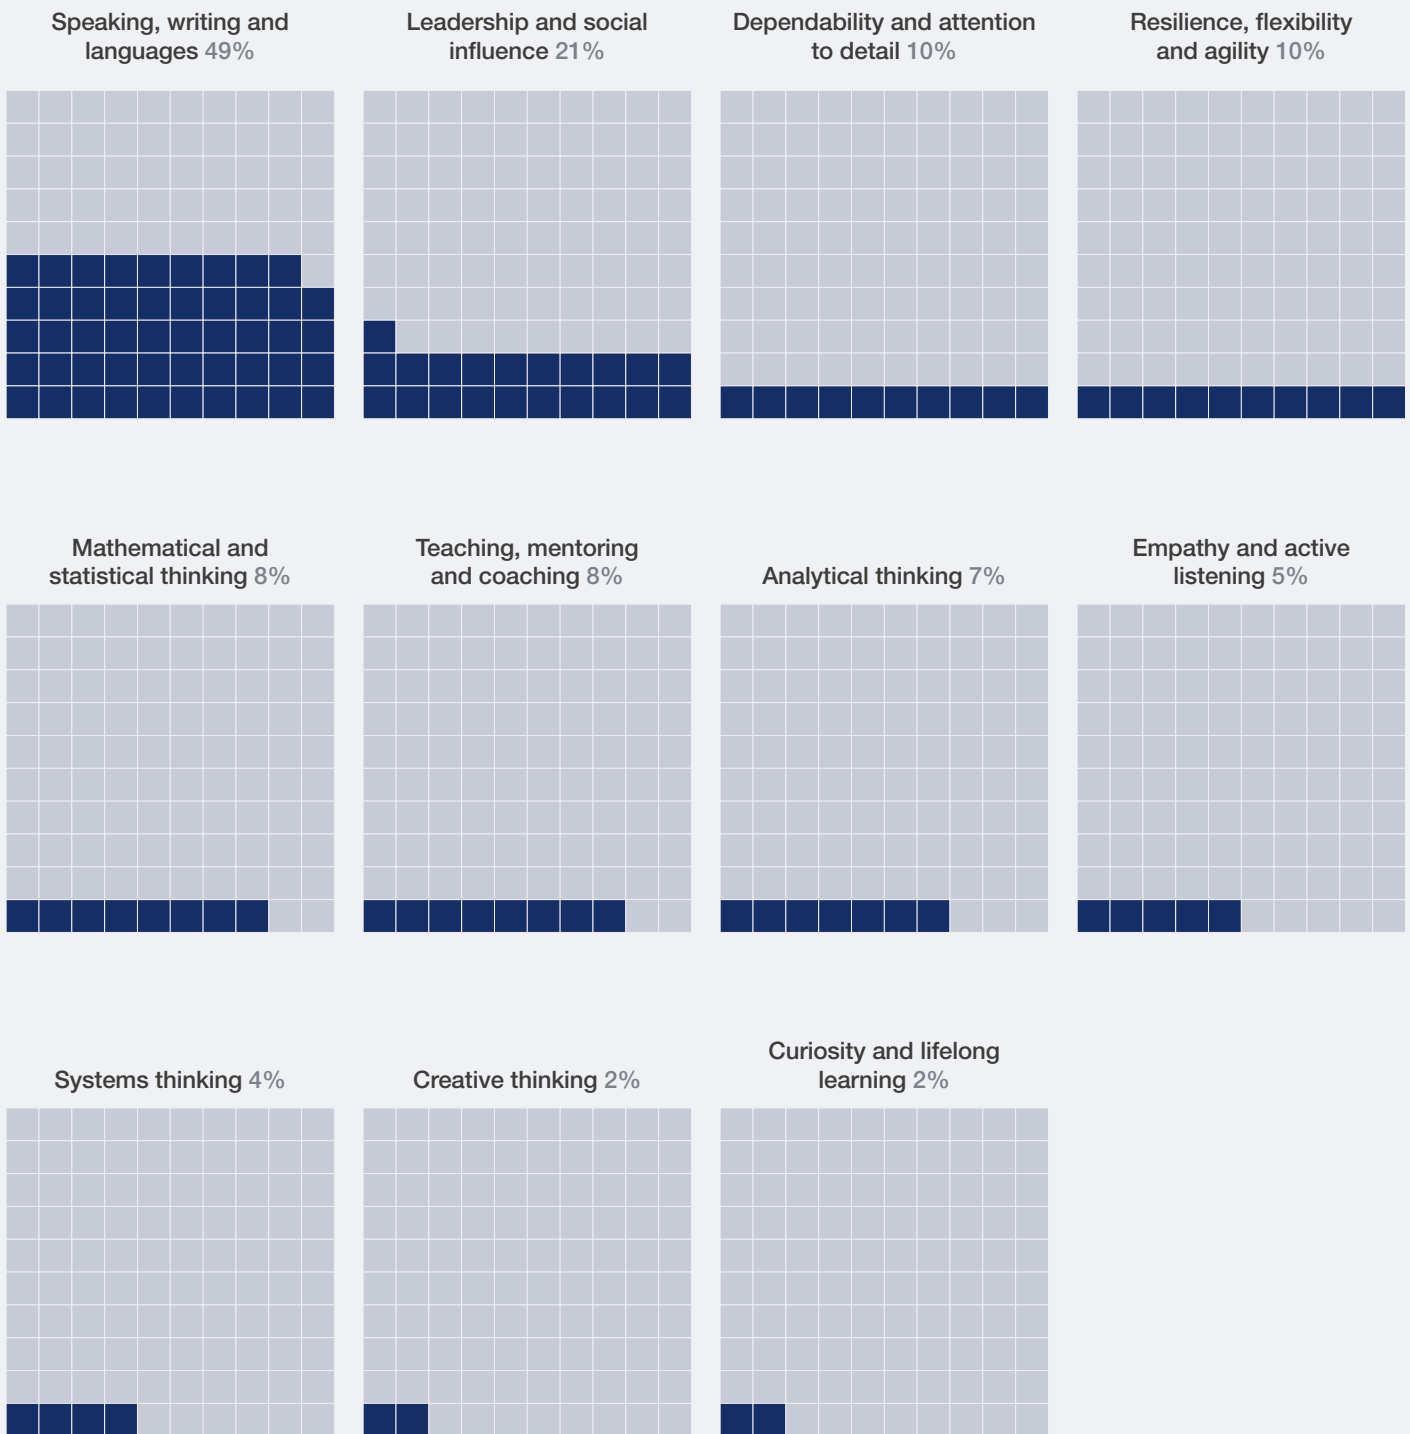 Speaking, writing and
languages 49%
Leadership and social
influence 21%
Dependability and attention
to detail 10%
Resilience, flexibility
and agility 10%
Mathematical and
statistical thinking 8%
Teaching, mentoring
and coaching 8%
Analytical thinking 7%
Empathy and active
listening 5%
Systems thinking 4%
Creative thinking 2%
Curiosity and lifelong
learning 2%